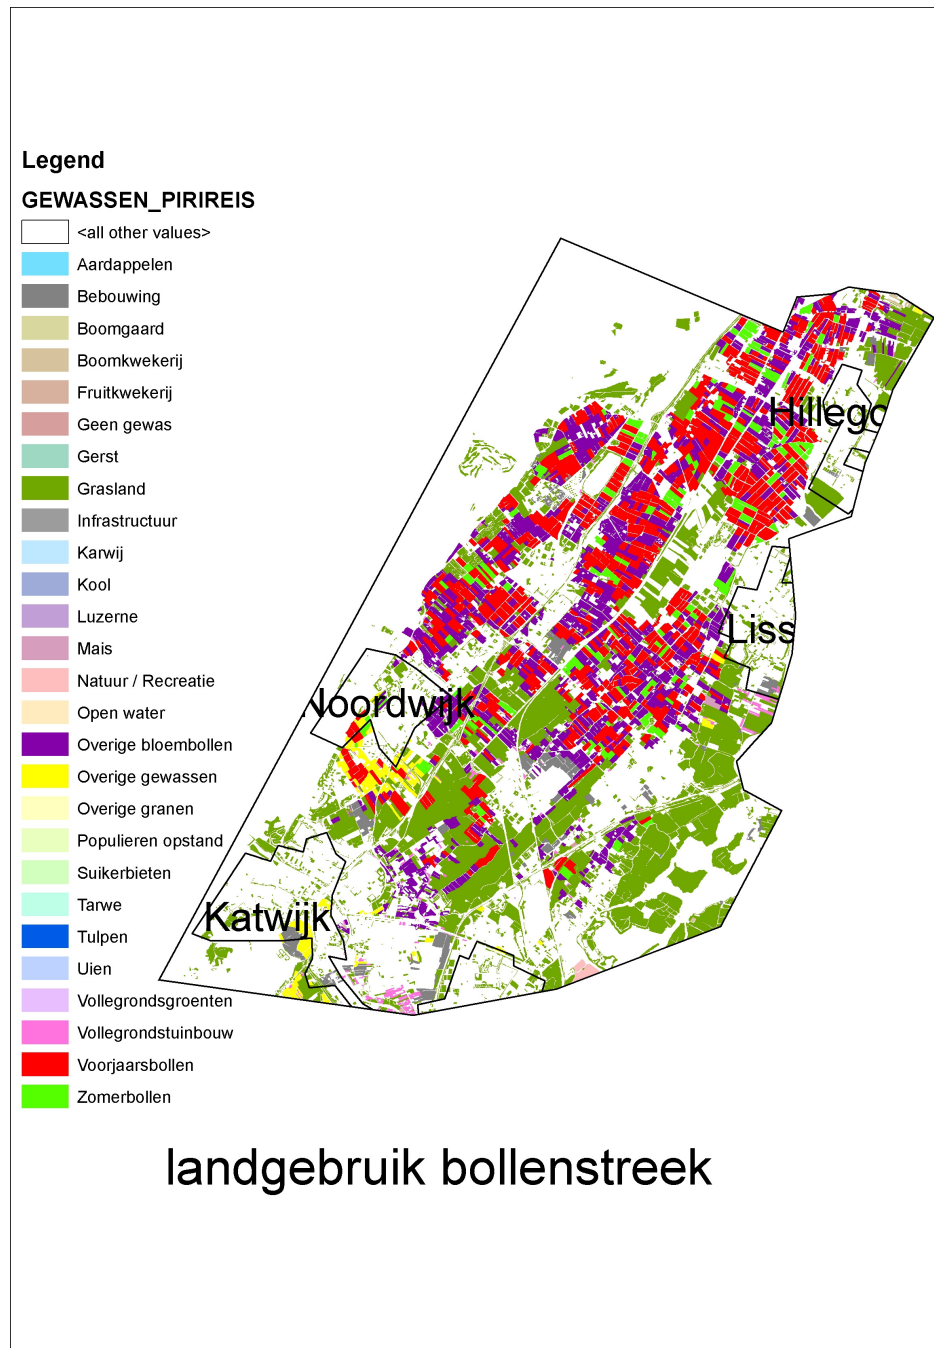 Legend
GEWASSEN_PIRIREIS
<all other values>
Aardappelen
Bebouwing
Boomgaard
Boomkwekerij
Fruitkwekerij
Geen gewas
Gerst
Grasland
Infrastructuur
Karwij
Kool
Luzerne
Mais
Natuur / Recreatie
Open water
Overige bloembollen
Overige gewassen
Overige granen
Populieren opstand
Suikerbieten
Tarwe
Tulpen
Uien
Vollegrondsgroenten
Vollegrondstuinbouw
Voorjaarsbollen
Zomerbollen
Hillego
Liss
Noordwijk
Katwijk
landgebruik bollenstreek